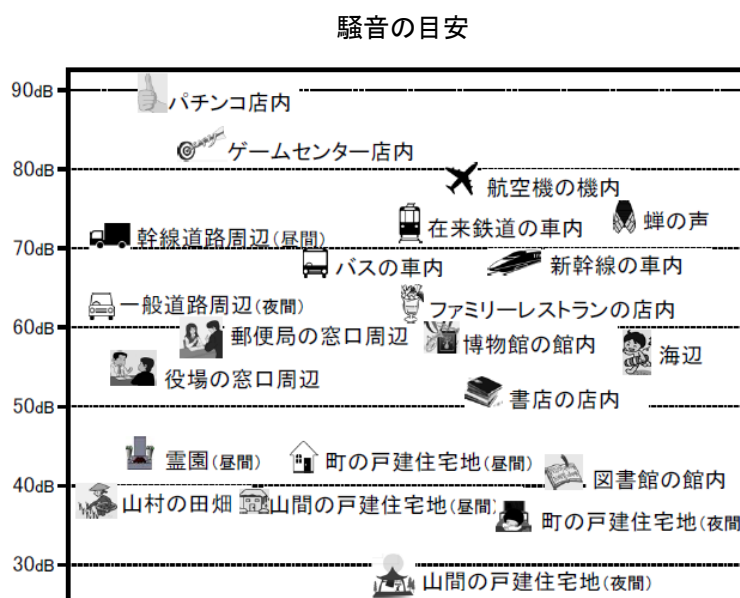 騒音の目安
90dB
パチンコ店内
ゲームセンター店内
80dB
航空機の機内
在来鉄道の車内
蝉の声
幹線道路周辺(昼間)
70dB
バスの車内
新幹線の車内
一般道路周辺(夜間)
ファミリーレストランの店内
60dB
郵便局の窓口周辺
博物館の館内
海辺
役場の窓口周辺
書店の店内
50dB
霊園(昼間)
町の戸建住宅地(昼間)
図書館の館内
40dB
山村の田畑
山間の戸建住宅地(昼間)
町の戸建住宅地(夜間
30dB
山間の戸建住宅地(夜間)